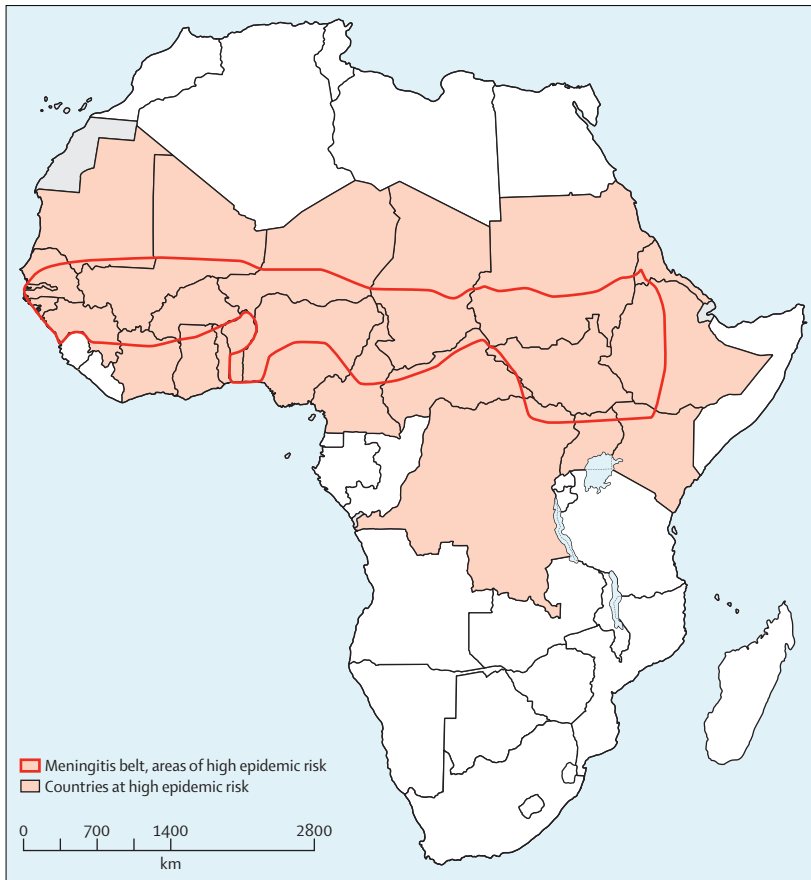 Meningitis belt, areas of high epidemic risk
Countries at high epidemic risk
0 700 1400 2800
km